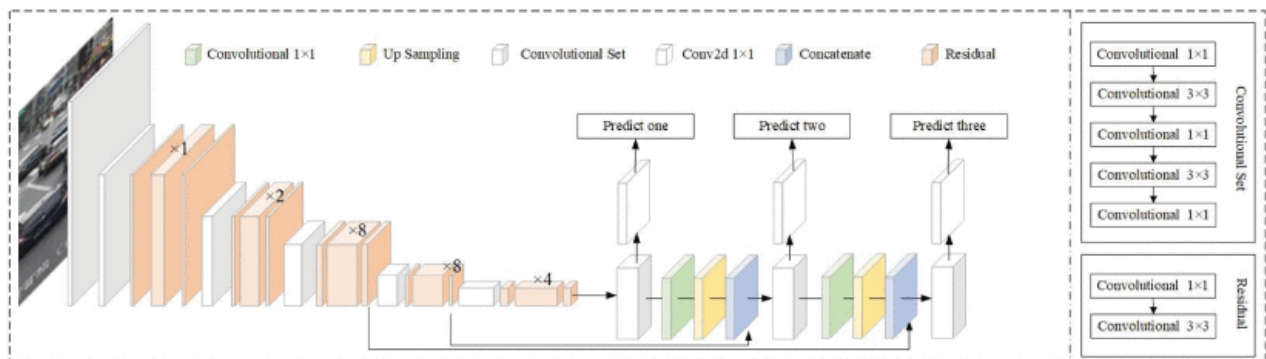 Convolutional 1×1
Up Sampling
Convolutional Set
Conv2d 1×1
Concatenate
Residual
×1
×2
×8
×8
×4
Predict one
Predict two
Predict three
Convolutional 1×1
Convolutional 3×3
Convolutional 1×1
Convolutional 3×3
Convolutional 1×1
Convolutional Set
Convolutional 1×1
Convolutional 3×3
Residual